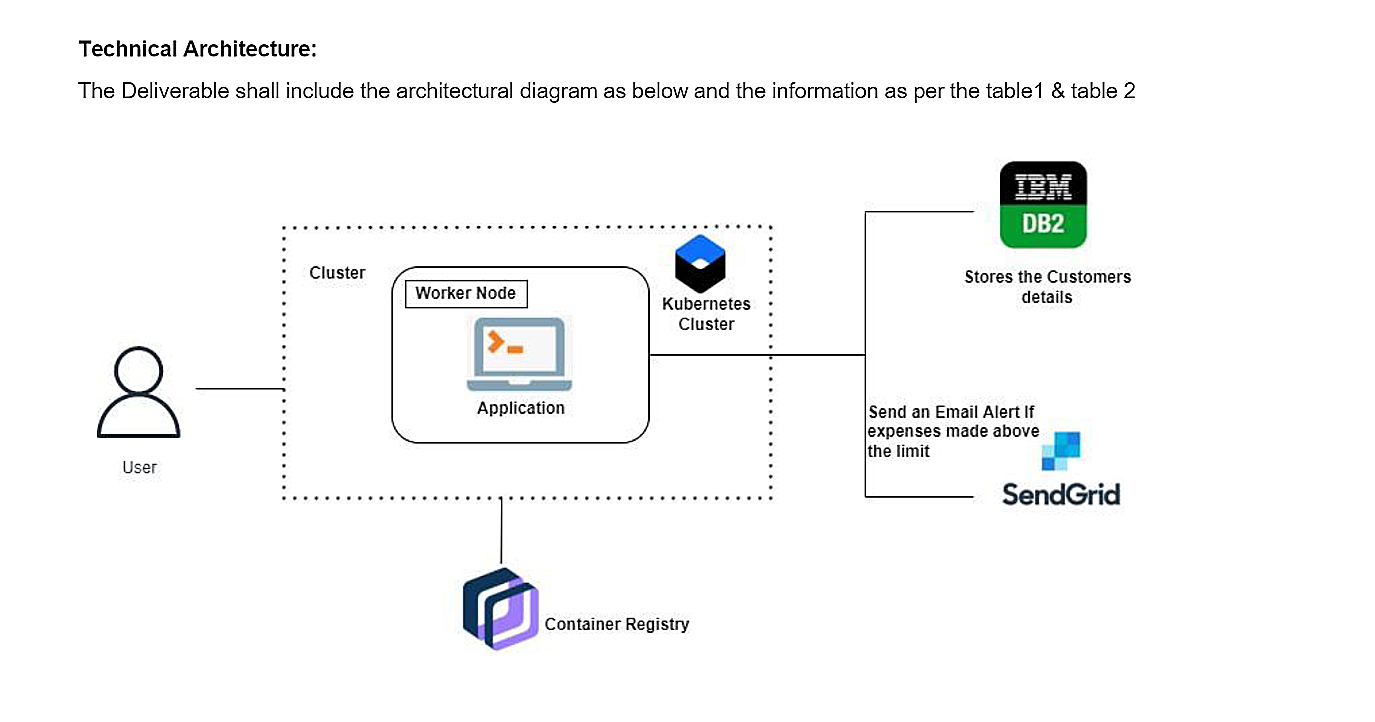 Technical Architecture:
The Deliverable shall include the architectural diagram as below and the information as per the table1 & table 2
IBM
DB2
Stores the Customers
details
Cluster
Worker Node
Kubernetes
Cluster
Application
User
Send an Email Alert If
expenses made above
the limit
SendGrid
Container Registry